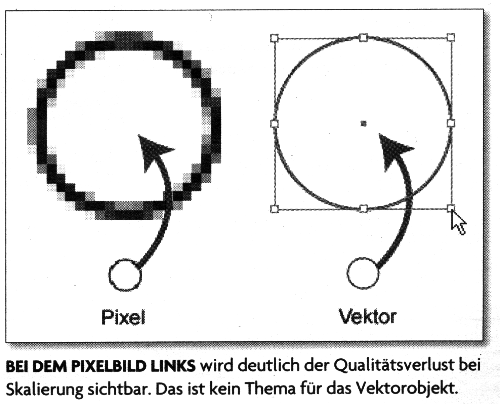 Pixel Vektor
BEI DEM PIXELBILD LINKS wird deutlich der Qualitätsverlust bei
Skalierung sichtbar. Das ist kein Thema für das Vektorobjekt.